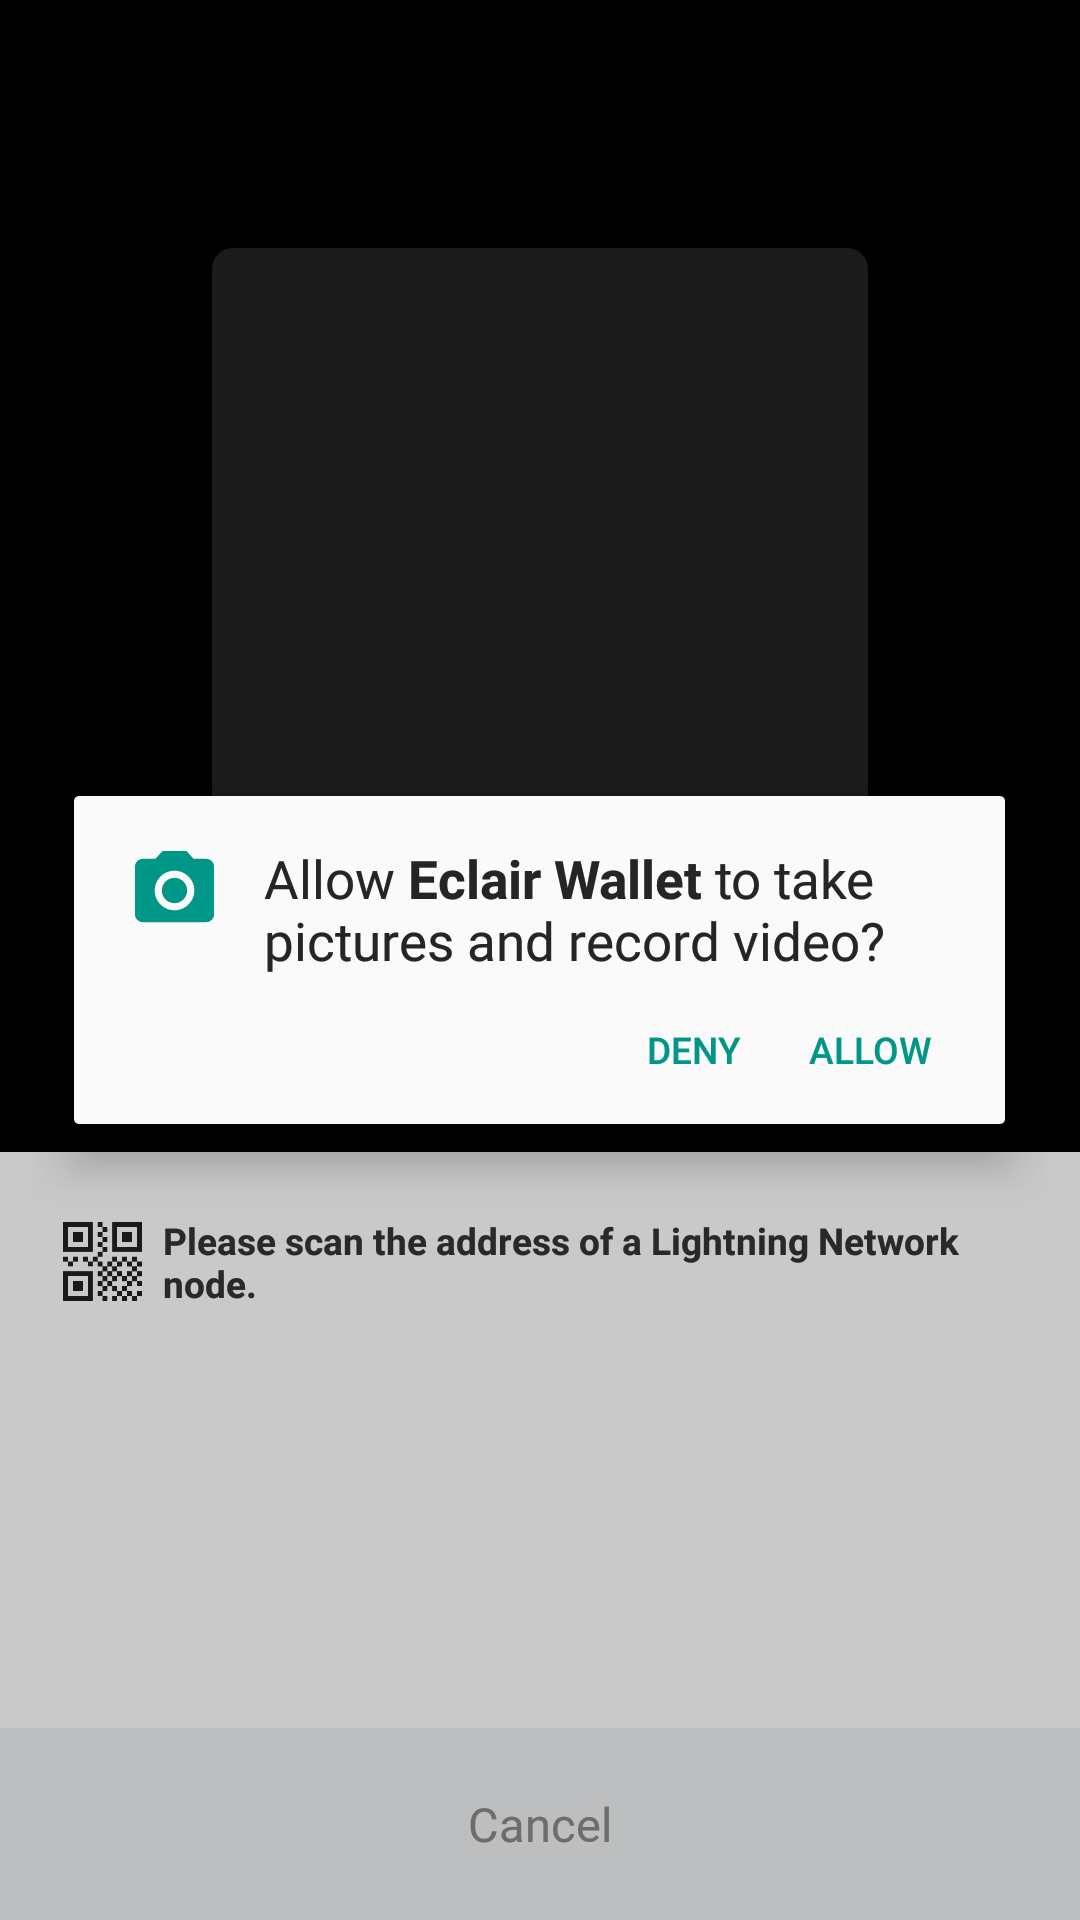 Allow Eclair Wallet to take
pictures and record video?
DENY ALLOW
Please scan the address of a Lightning Network
node.
Cancel